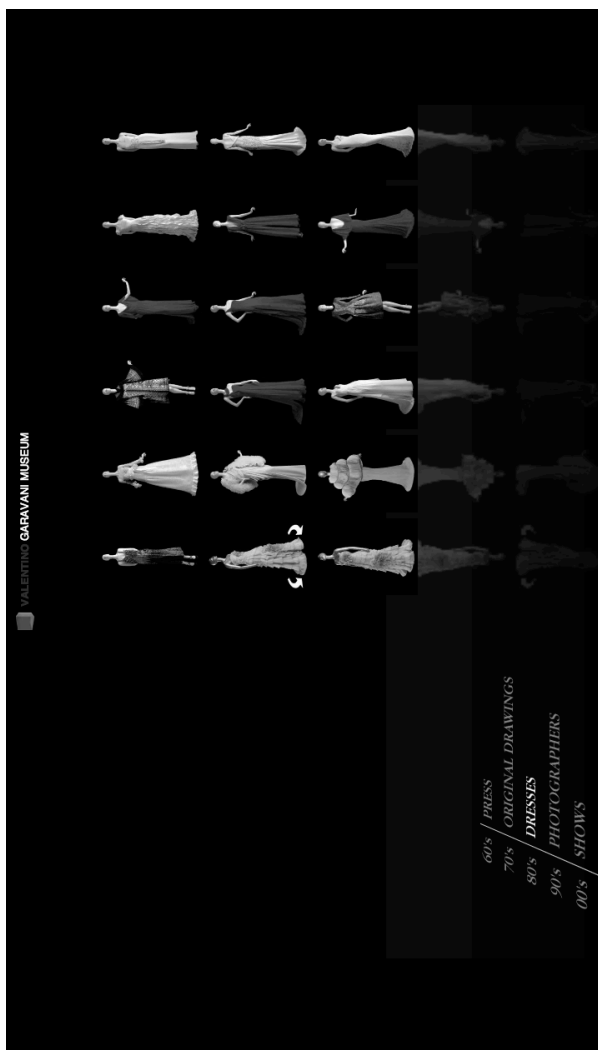 VALENTINO GARAVANI MUSEUM
60's / PRESS
70's / ORIGINAL DRAWINGS
80's / DRESSES
90's / PHOTOGRAPHERS
00's / SHOWS